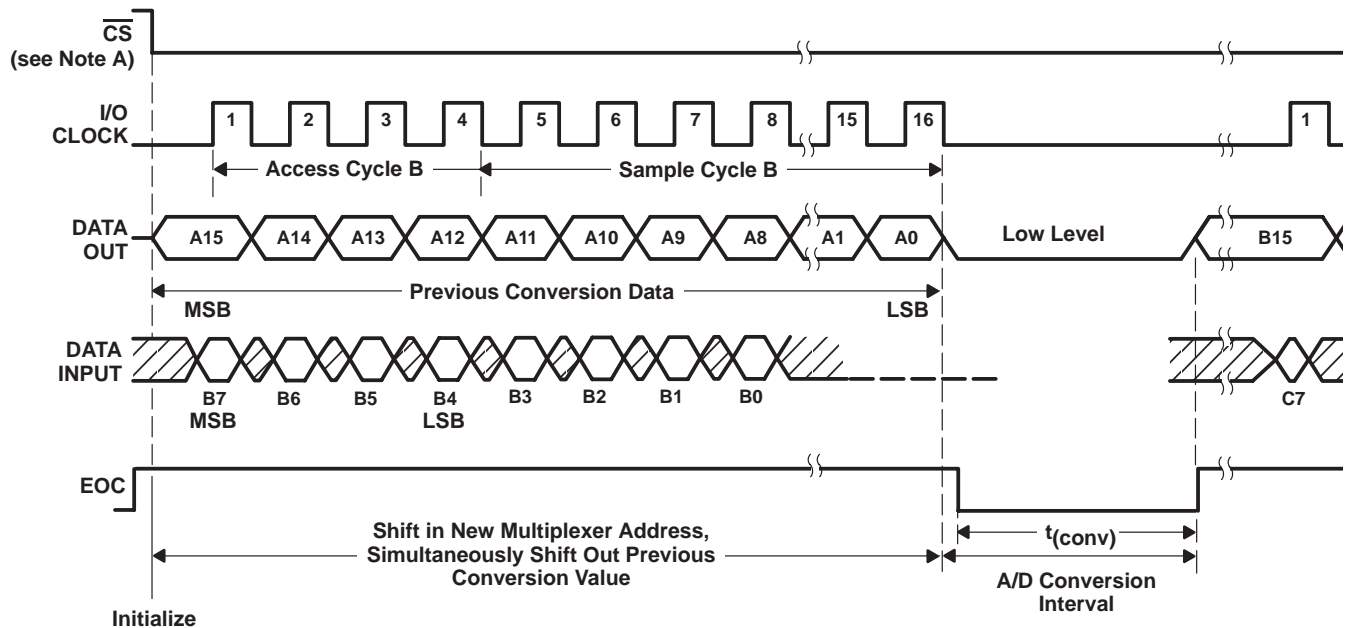 CS
(see Note A)
I/O
CLOCK
1 2 3 4 5 6 7 8 15 16 1
Access Cycle B Sample Cycle B
DATA
OUT
A15 A14 A13 A12 A11 A10 A9 A8 A1 A0 Low Level B15
Previous Conversion Data
MSB LSB
DATA
INPUT
B7 B6 B5 B4 B3 B2 B1 B0 C7
MSB LSB
EOC
Shift in New Multiplexer Address,
Simultaneously Shift Out Previous
Conversion Value
t(conv)
A/D Conversion
Interval
Initialize